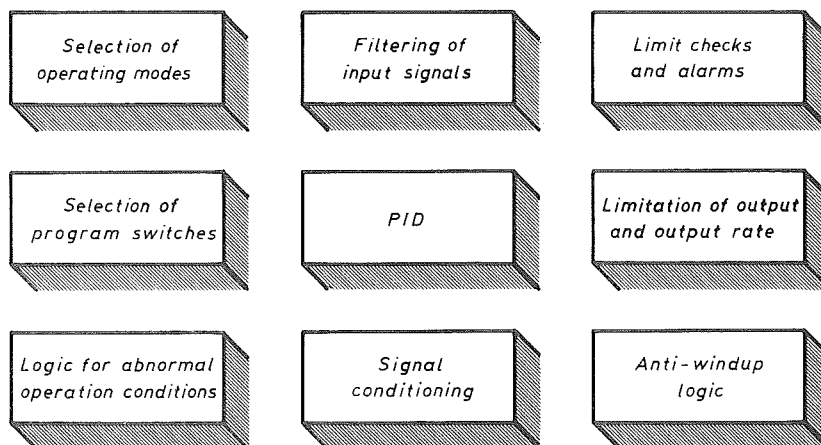 Selection of
operating modes
Filtering of
input signals
Limit checks
and alarms
Selection of
program switches
PID
Limitation of output
and output rate
Logic for abnormal
operation conditions
Signal
conditioning
Anti-windup
logic